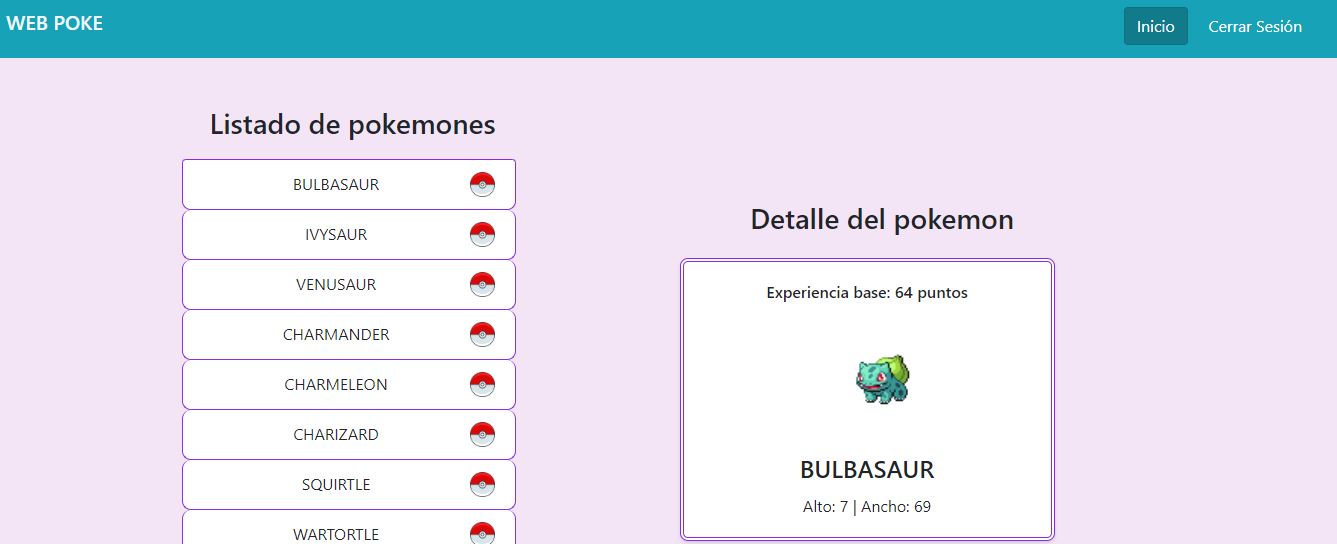 WEB POKE
Inicio
Cerrar Sesión
Listado de pokemones
BULBASAUR
IVYSAUR
VENUSAUR
CHARMANDER
CHARMELEON
CHARIZARD
SQUIRTLE
WARTORTLE
Detalle del pokemon
Experiencia base: 64 puntos
BULBASAUR
Alto: 7 | Ancho: 69